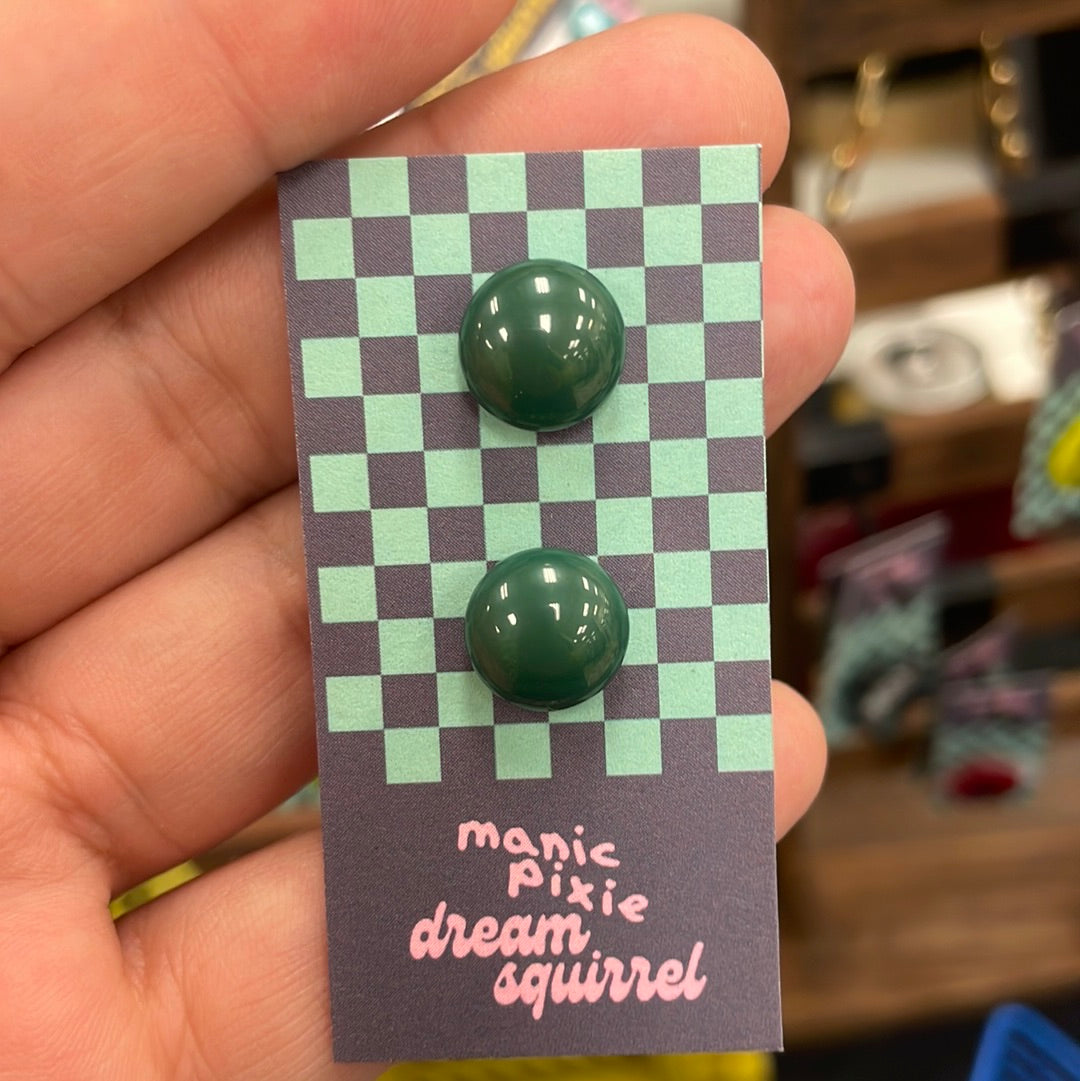 manic
pixie
dream
squirrel